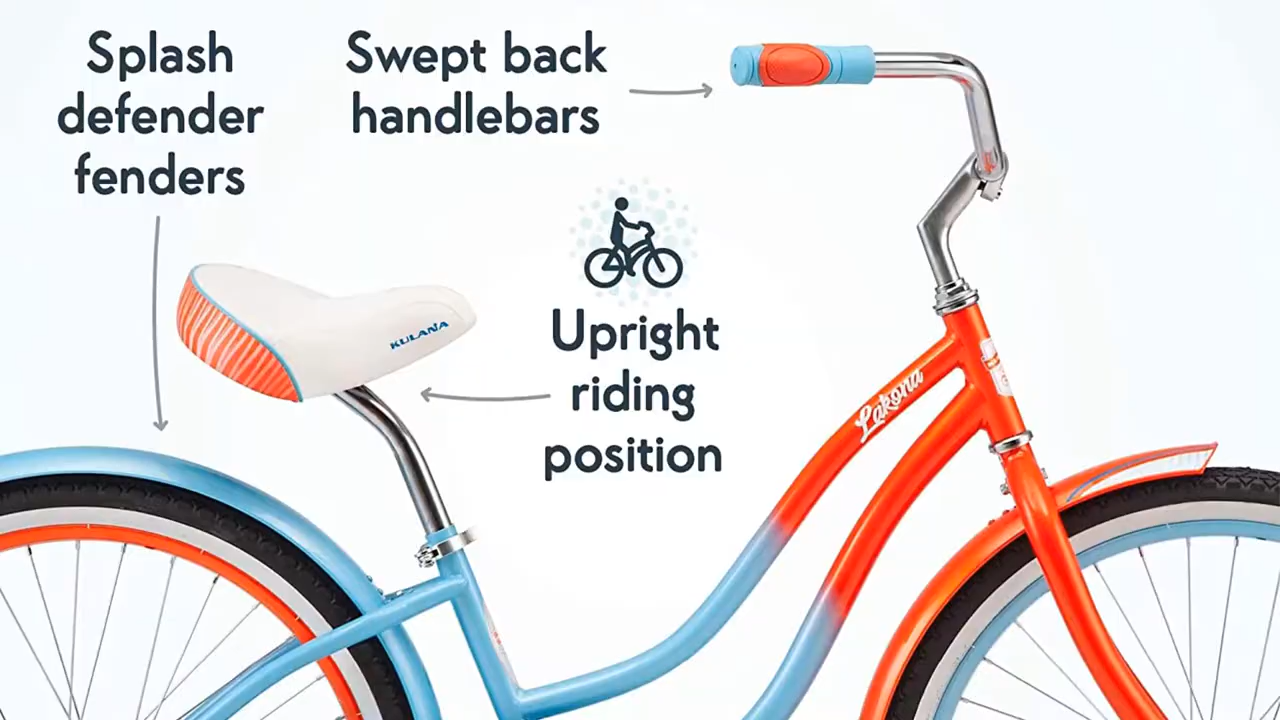 Splash
defender
fenders
Swept back
handlebars
Upright
riding
position
KULANA
Lakona